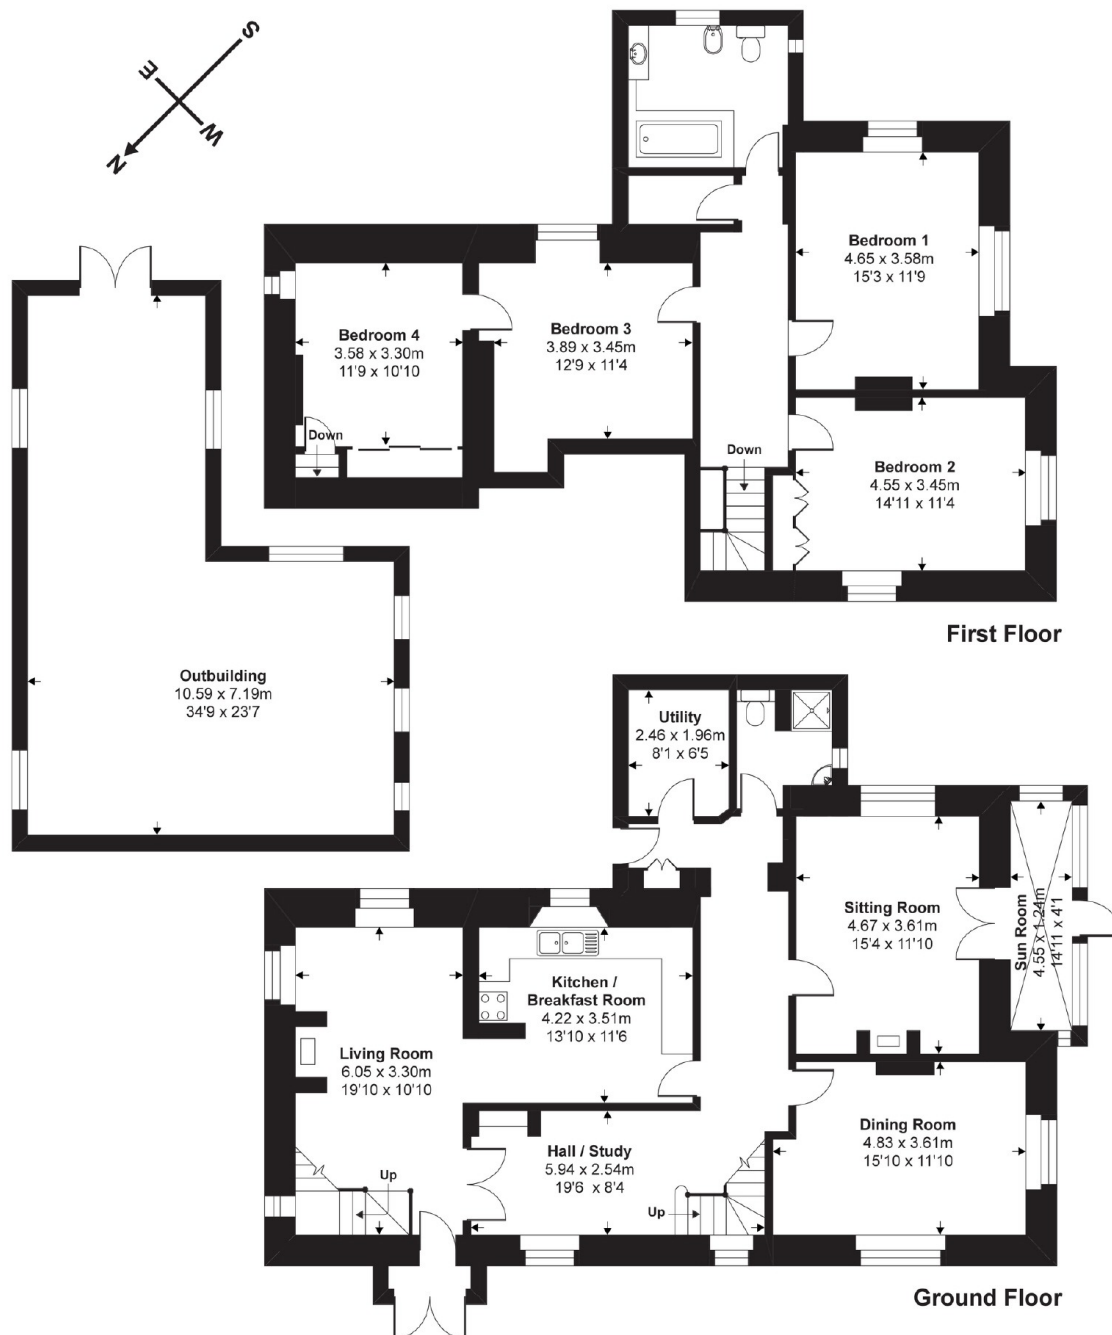 S
E
W
N
Bedroom 1
4.65 x 3.58m
15'3 x 11'9
Bedroom 4
3.58 x 3.30m
11'9 x 10'10
Down
Bedroom 3
3.89 x 3.45m
12'9 x 11'4
Down
Bedroom 2
4.55 x 3.45m
14'11 x 11'4
First Floor
Outbuilding
10.59 x 7.19m
34'9 x 23'7
Utility
2.46 x 1.96m
8'1 x 6'5
Sitting Room
4.67 x 3.61m
15'4 x 11'10
Sun Room
4.55 x 1.24m
14'11 x 4'1
Kitchen /
Breakfast Room
4.22 x 3.51m
13'10 x 11'6
Living Room
6.05 x 3.30m
19'10 x 10'10
Up
Hall / Study
5.94 x 2.54m
19'6 x 8'4
Up
Dining Room
4.83 x 3.61m
15'10 x 11'10
Ground Floor